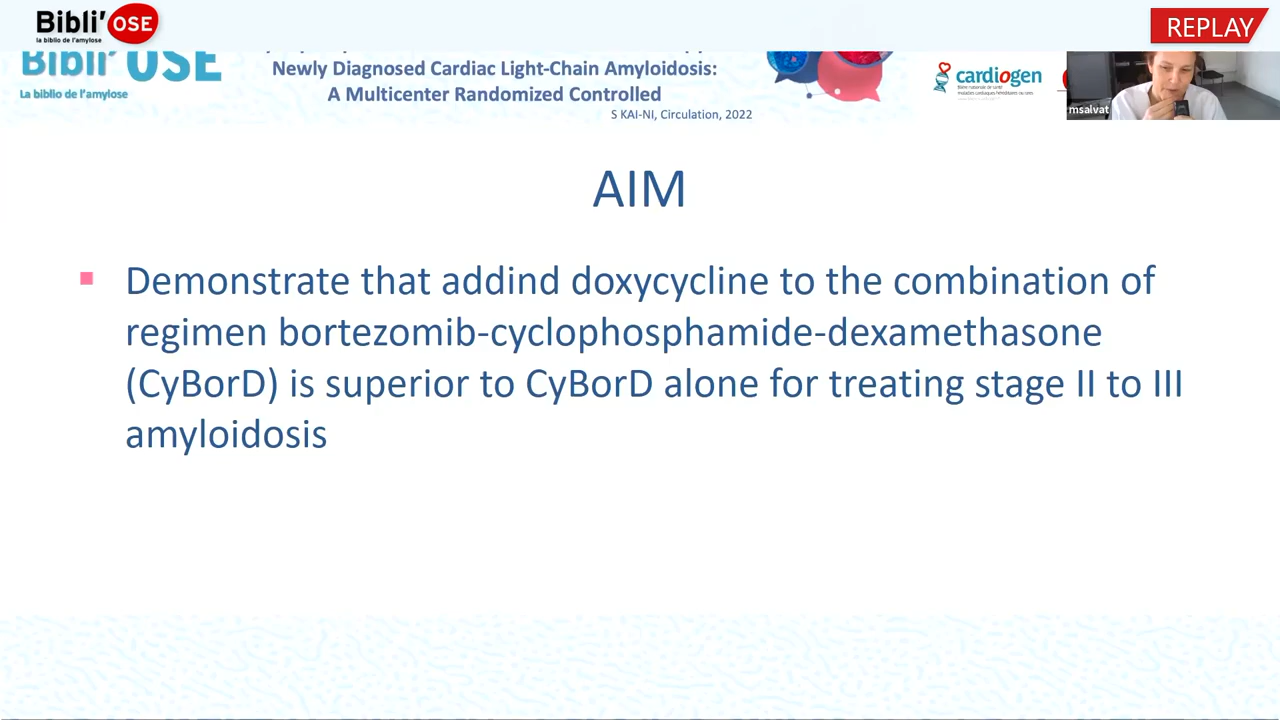 Bibli'OSE
la biblio de l'amylose
REPLAY
Bibli'OSE
La biblio de l'amylose
Newly Diagnosed Cardiac Light-Chain Amyloidosis:
A Multicenter Randomized Controlled
S KAI-NI, Circulation, 2022
cardiogen
msalvat
AIM
Demonstrate that addind doxycycline to the combination of
regimen bortezomib-cyclophosphamide-dexamethasone
(CyBorD) is superior to CyBorD alone for treating stage II to III
amyloidosis